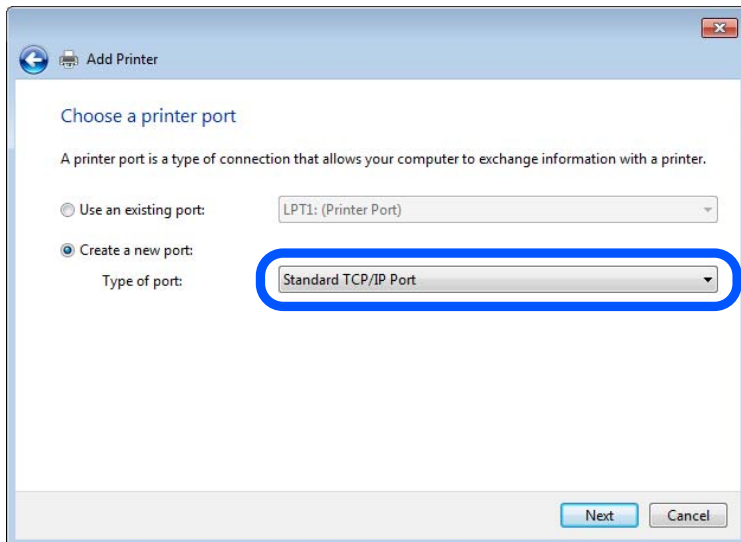 Add Printer
Choose a printer port
A printer port is a type of connection that allows your computer to exchange information with a printer.
Use an existing port: LPT1: (Printer Port)
Create a new port:
Type of port: Standard TCP/IP Port
Next Cancel